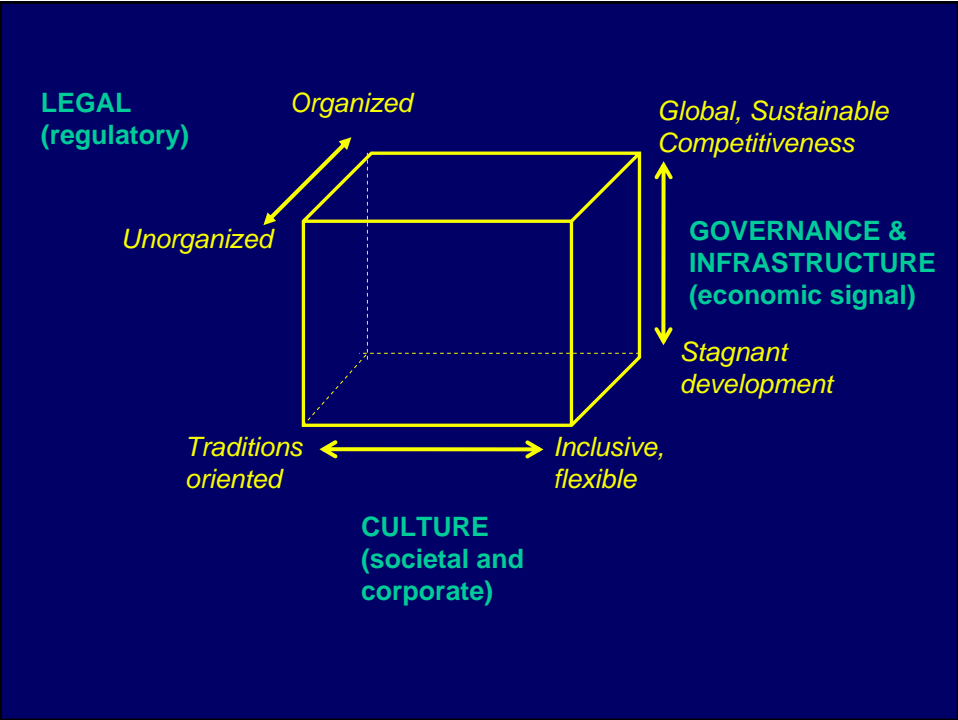 LEGAL
(regulatory)
Organized
Unorganized
Global, Sustainable
Competitiveness
GOVERNANCE &
INFRASTRUCTURE
(economic signal)
Stagnant
development
Traditions
oriented
Inclusive,
flexible
CULTURE
(societal and
corporate)